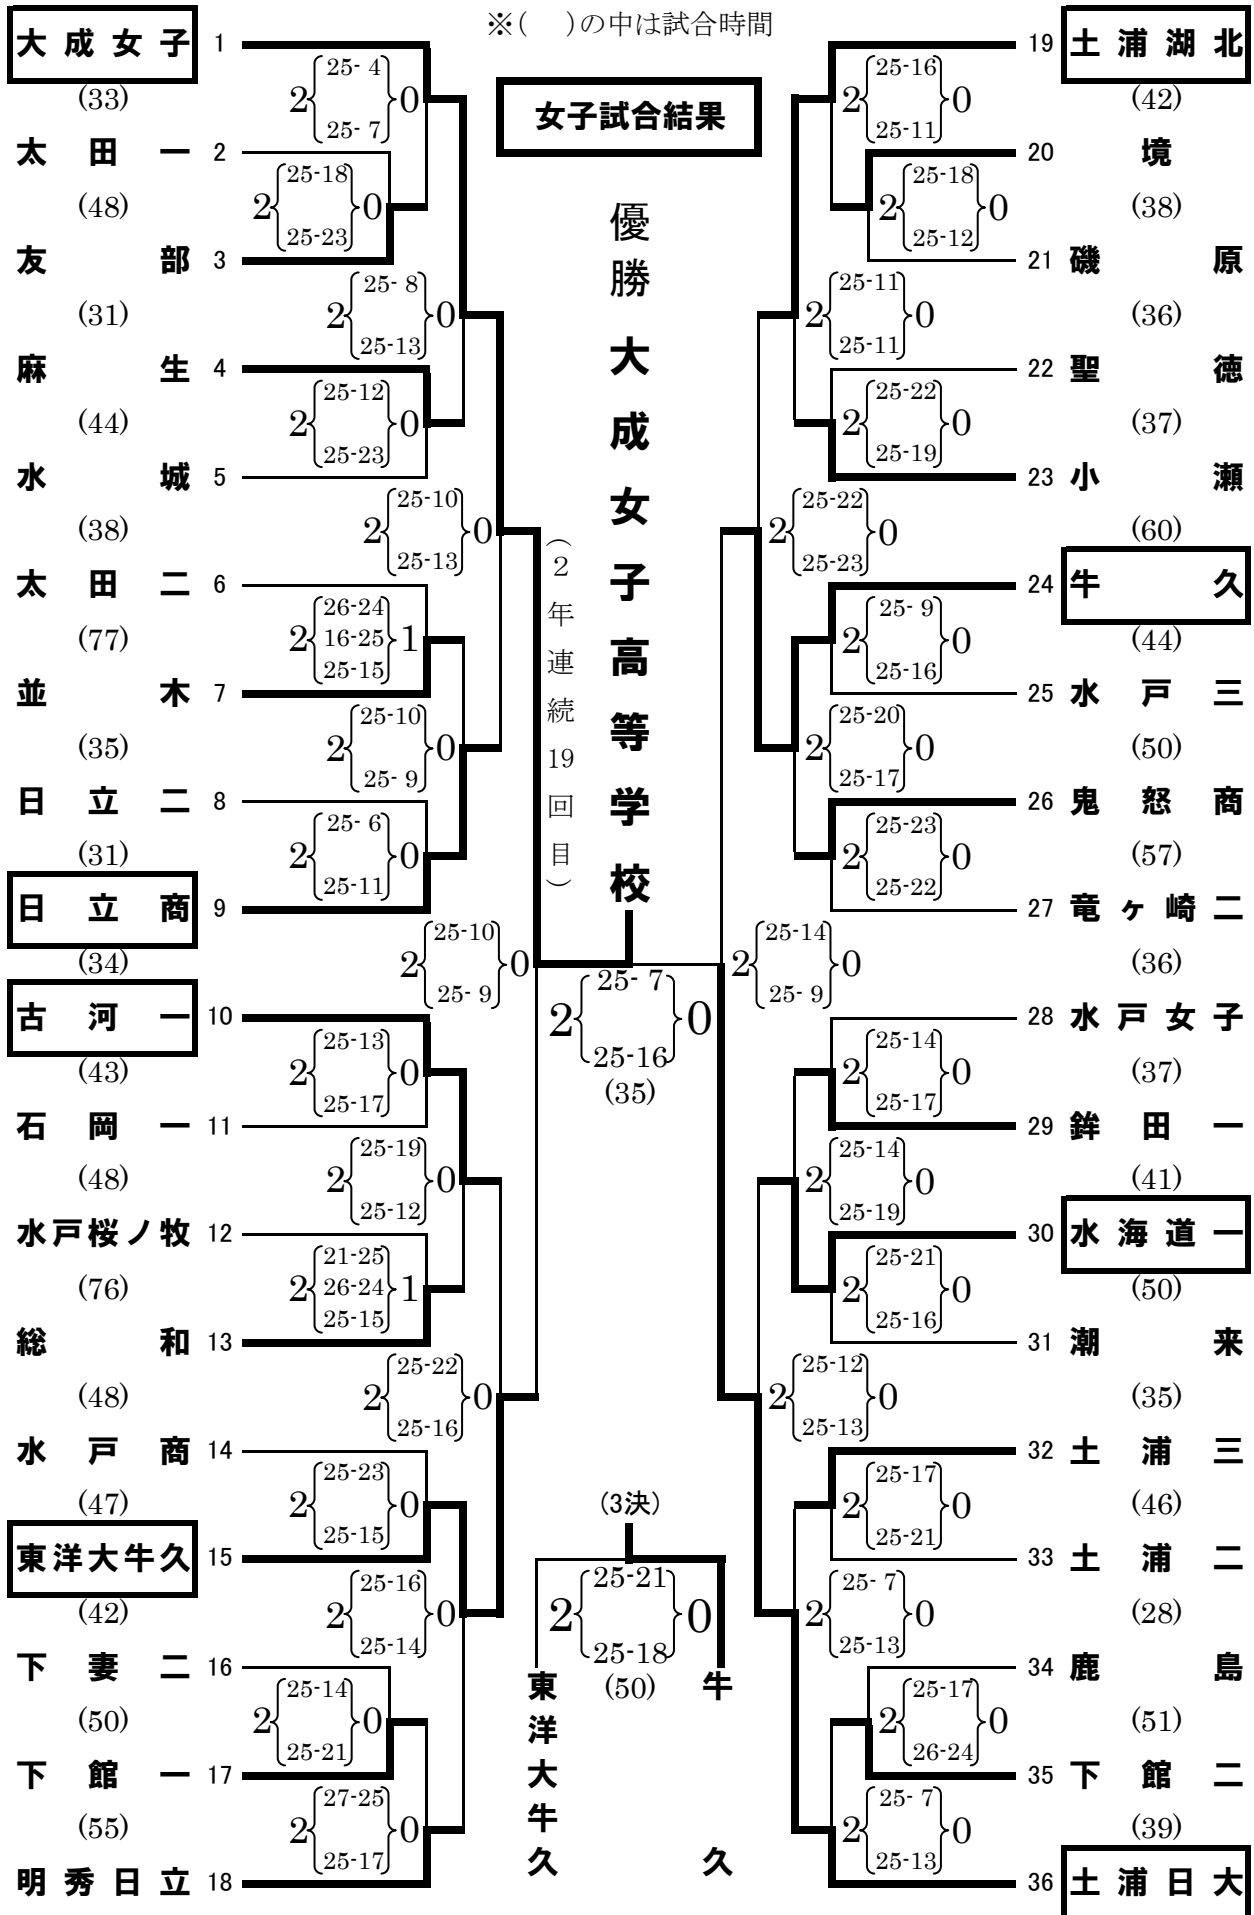 ※(　)の中は試合時間
女子試合結果
優勝 大成女子高等学校
(2年連続19回目)
大成女子 1
(33)
太田一 2
(48)
友部 3
(31)
麻生 4
(44)
水城 5
(38)
太田二 6
(77)
並木 7
(35)
日立二 8
(31)
日立商 9
(34)
古河一 10
(43)
石岡一 11
(48)
水戸桜ノ牧 12
(76)
総和 13
(48)
水戸商 14
(47)
東洋大牛久 15
(42)
下妻二 16
(50)
下館一 17
(55)
明秀日立 18
2 25- 4 0
25- 7
2 25-18 0
25-23
2 25- 8 0
25-13
2 25-12 0
25-23
2 25-10 0
25-13
26-24
2 16-25 1
25-15
2 25-10 0
25- 9
2 25- 6 0
25-11
2 25-10 0
25- 9
2 25-13 0
25-17
2 25-19 0
25-12
21-25
2 26-24 1
25-15
2 25-22 0
25-16
2 25-23 0
25-15
2 25-16 0
25-14
2 25-14 0
25-21
2 27-25 0
25-17
2 25- 7 0
25-16
(35)
(3決)
2 25-21 0
25-18
(50)
東洋大牛久
牛久
19 土浦湖北
(42)
20 境
(38)
21 磯原
(36)
22 聖徳
(37)
23 小瀬
(60)
24 牛久
(44)
25 水戸三
(50)
26 鬼怒商
(57)
27 竜ヶ崎二
(36)
28 水戸女子
(37)
29 鉾田一
(41)
30 水海道一
(50)
31 潮来
(35)
32 土浦三
(46)
33 土浦二
(28)
34 鹿島
(51)
35 下館二
(39)
36 土浦日大
2 25-16 0
25-11
2 25-18 0
25-12
2 25-11 0
25-11
2 25-22 0
25-19
2 25-22 0
25-23
2 25- 9 0
25-16
2 25-20 0
25-17
2 25-23 0
25-22
2 25-14 0
25- 9
2 25-14 0
25-17
2 25-14 0
25-19
2 25-21 0
25-16
2 25-12 0
25-13
2 25-17 0
25-21
2 25- 7 0
25-13
2 25-17 0
26-24
2 25- 7 0
25-13